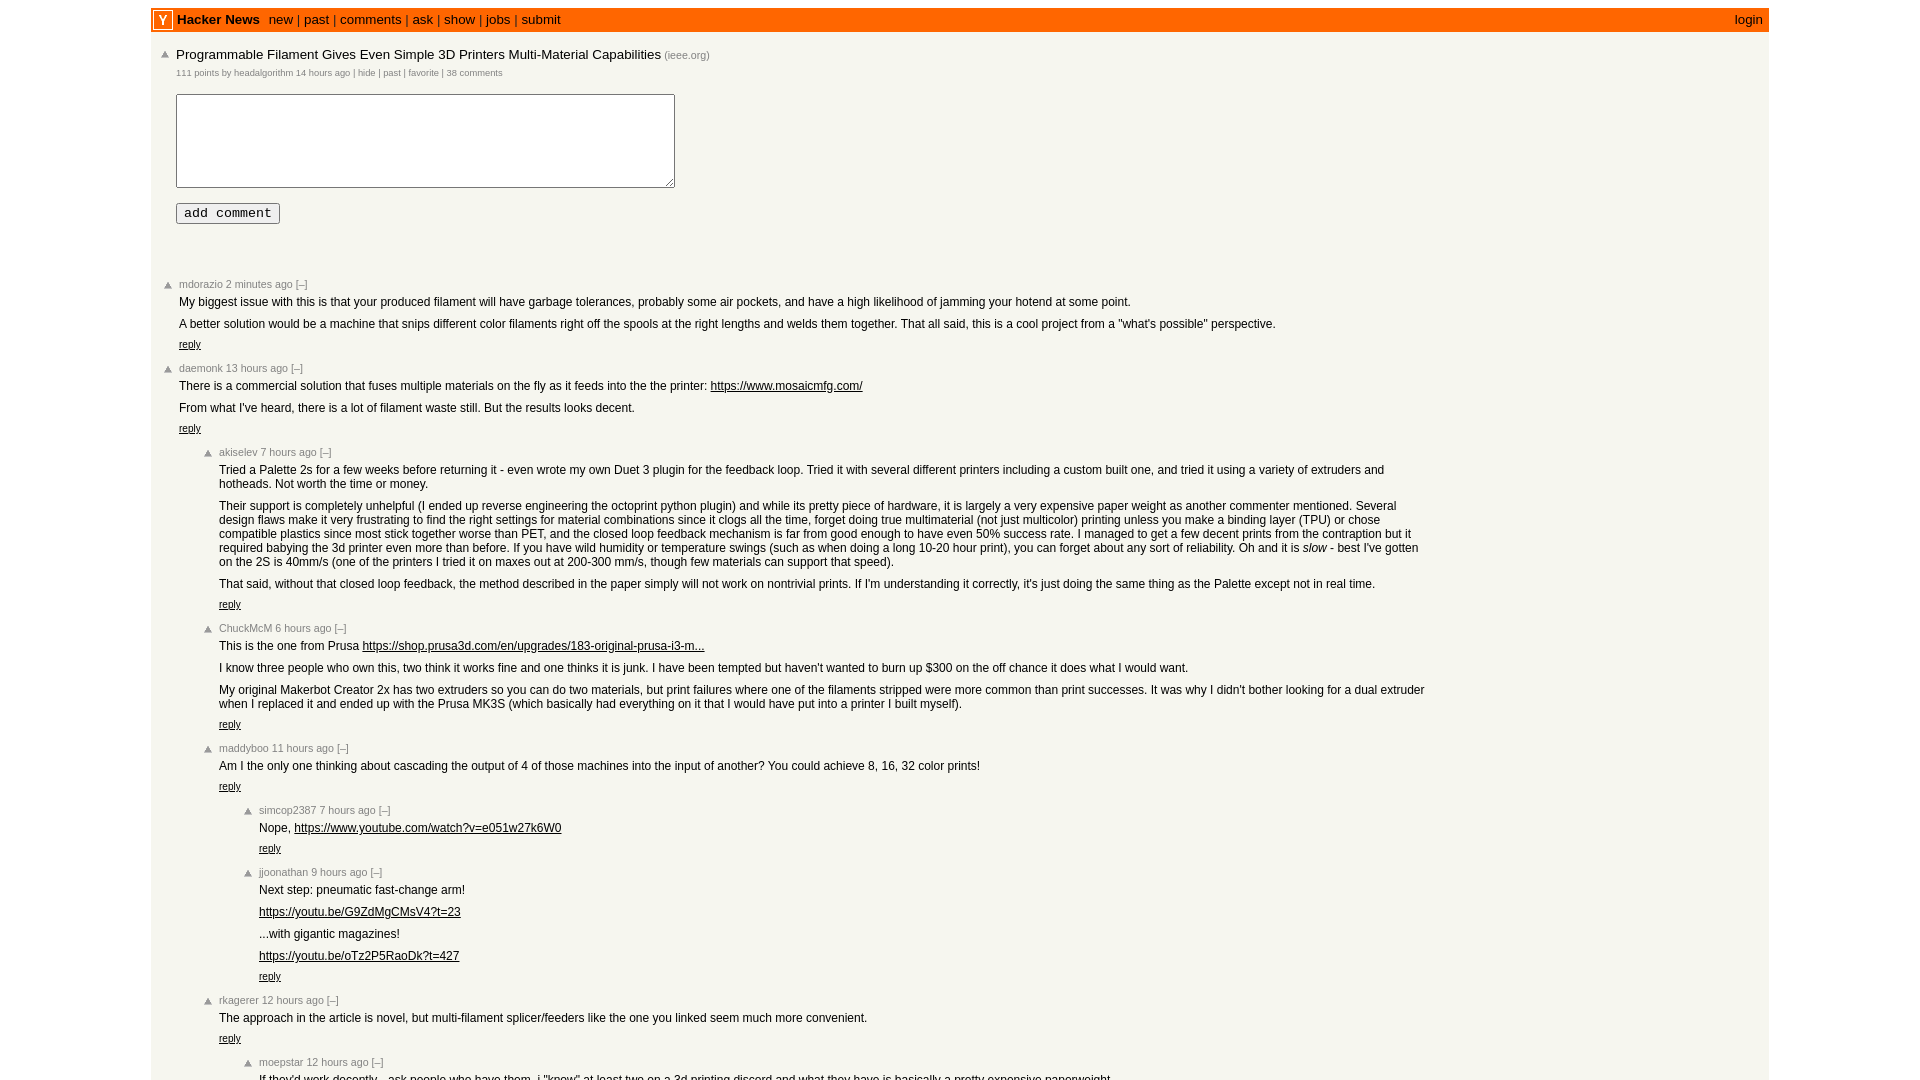 Y Hacker News new | past | comments | ask | show | jobs | submit login
Programmable Filament Gives Even Simple 3D Printers Multi-Material Capabilities (ieee.org)
111 points by headalgorithm 14 hours ago | hide | past | favorite | 38 comments
add comment
mdorazio 2 minutes ago [–]
My biggest issue with this is that your produced filament will have garbage tolerances, probably some air pockets, and have a high likelihood of jamming your hotend at some point.
A better solution would be a machine that snips different color filaments right off the spools at the right lengths and welds them together. That all said, this is a cool project from a "what's possible" perspective.
reply
daemonk 13 hours ago [–]
There is a commercial solution that fuses multiple materials on the fly as it feeds into the the printer: https://www.mosaicmfg.com/
From what I've heard, there is a lot of filament waste still. But the results looks decent.
reply
akiselev 7 hours ago [–]
Tried a Palette 2s for a few weeks before returning it - even wrote my own Duet 3 plugin for the feedback loop. Tried it with several different printers including a custom built one, and tried it using a variety of extruders and
hotheads. Not worth the time or money.
Their support is completely unhelpful (I ended up reverse engineering the octoprint python plugin) and while its pretty piece of hardware, it is largely a very expensive paper weight as another commenter mentioned. Several
design flaws make it very frustrating to find the right settings for material combinations since it clogs all the time, forget doing true multimaterial (not just multicolor) printing unless you make a binding layer (TPU) or chose
compatible plastics since most stick together worse than PET, and the closed loop feedback mechanism is far from good enough to have even 50% success rate. I managed to get a few decent prints from the contraption but it
required babying the 3d printer even more than before. If you have wild humidity or temperature swings (such as when doing a long 10-20 hour print), you can forget about any sort of reliability. Oh and it is slow - best I've gotten
on the 2S is 40mm/s (one of the printers I tried it on maxes out at 200-300 mm/s, though few materials can support that speed).
That said, without that closed loop feedback, the method described in the paper simply will not work on nontrivial prints. If I'm understanding it correctly, it's just doing the same thing as the Palette except not in real time.
reply
ChuckMcM 6 hours ago [–]
This is the one from Prusa https://shop.prusa3d.com/en/upgrades/183-original-prusa-i3-m...
I know three people who own this, two think it works fine and one thinks it is junk. I have been tempted but haven't wanted to burn up $300 on the off chance it does what I would want.
My original Makerbot Creator 2x has two extruders so you can do two materials, but print failures where one of the filaments stripped were more common than print successes. It was why I didn't bother looking for a dual extruder
when I replaced it and ended up with the Prusa MK3S (which basically had everything on it that I would have put into a printer I built myself).
reply
maddyboo 11 hours ago [–]
Am I the only one thinking about cascading the output of 4 of those machines into the input of another? You could achieve 8, 16, 32 color prints!
reply
simcop2387 7 hours ago [–]
Nope, https://www.youtube.com/watch?v=e051w27k6W0
reply
jjoonathan 9 hours ago [–]
Next step: pneumatic fast-change arm!
https://youtu.be/G9ZdMgCMsV4?t=23
...with gigantic magazines!
https://youtu.be/oTz2P5RaoDk?t=427
reply
rkagerer 12 hours ago [–]
The approach in the article is novel, but multi-filament splicer/feeders like the one you linked seem much more convenient.
reply
moepstar 12 hours ago [–]
If they'd work decently - ask people who have them, i "know" at least two on a 3d printing discord and what they have is basically a pretty expensive paperweight